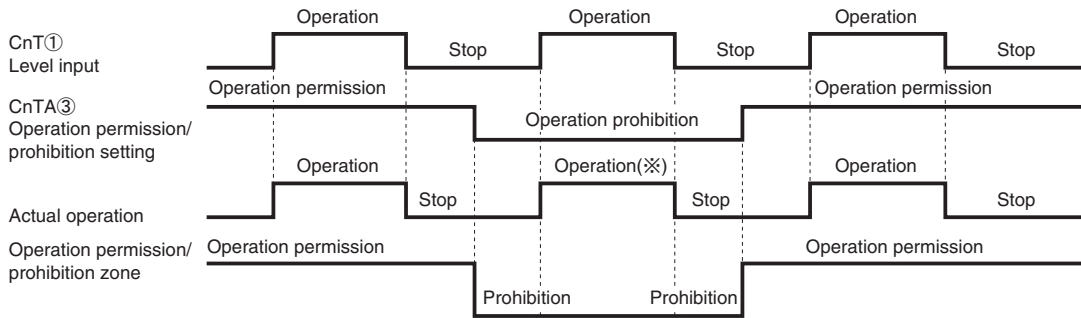 Operation Operation Operation
CnT① Stop Stop Stop
Level input
Operation permission Operation permission
CnTA③
Operation permission/ Operation prohibition
prohibition setting
Operation Operation(※) Operation
Stop Stop Stop
Actual operation
Operation permission/ Operation permission Operation permission
prohibition zone
Prohibition Prohibition